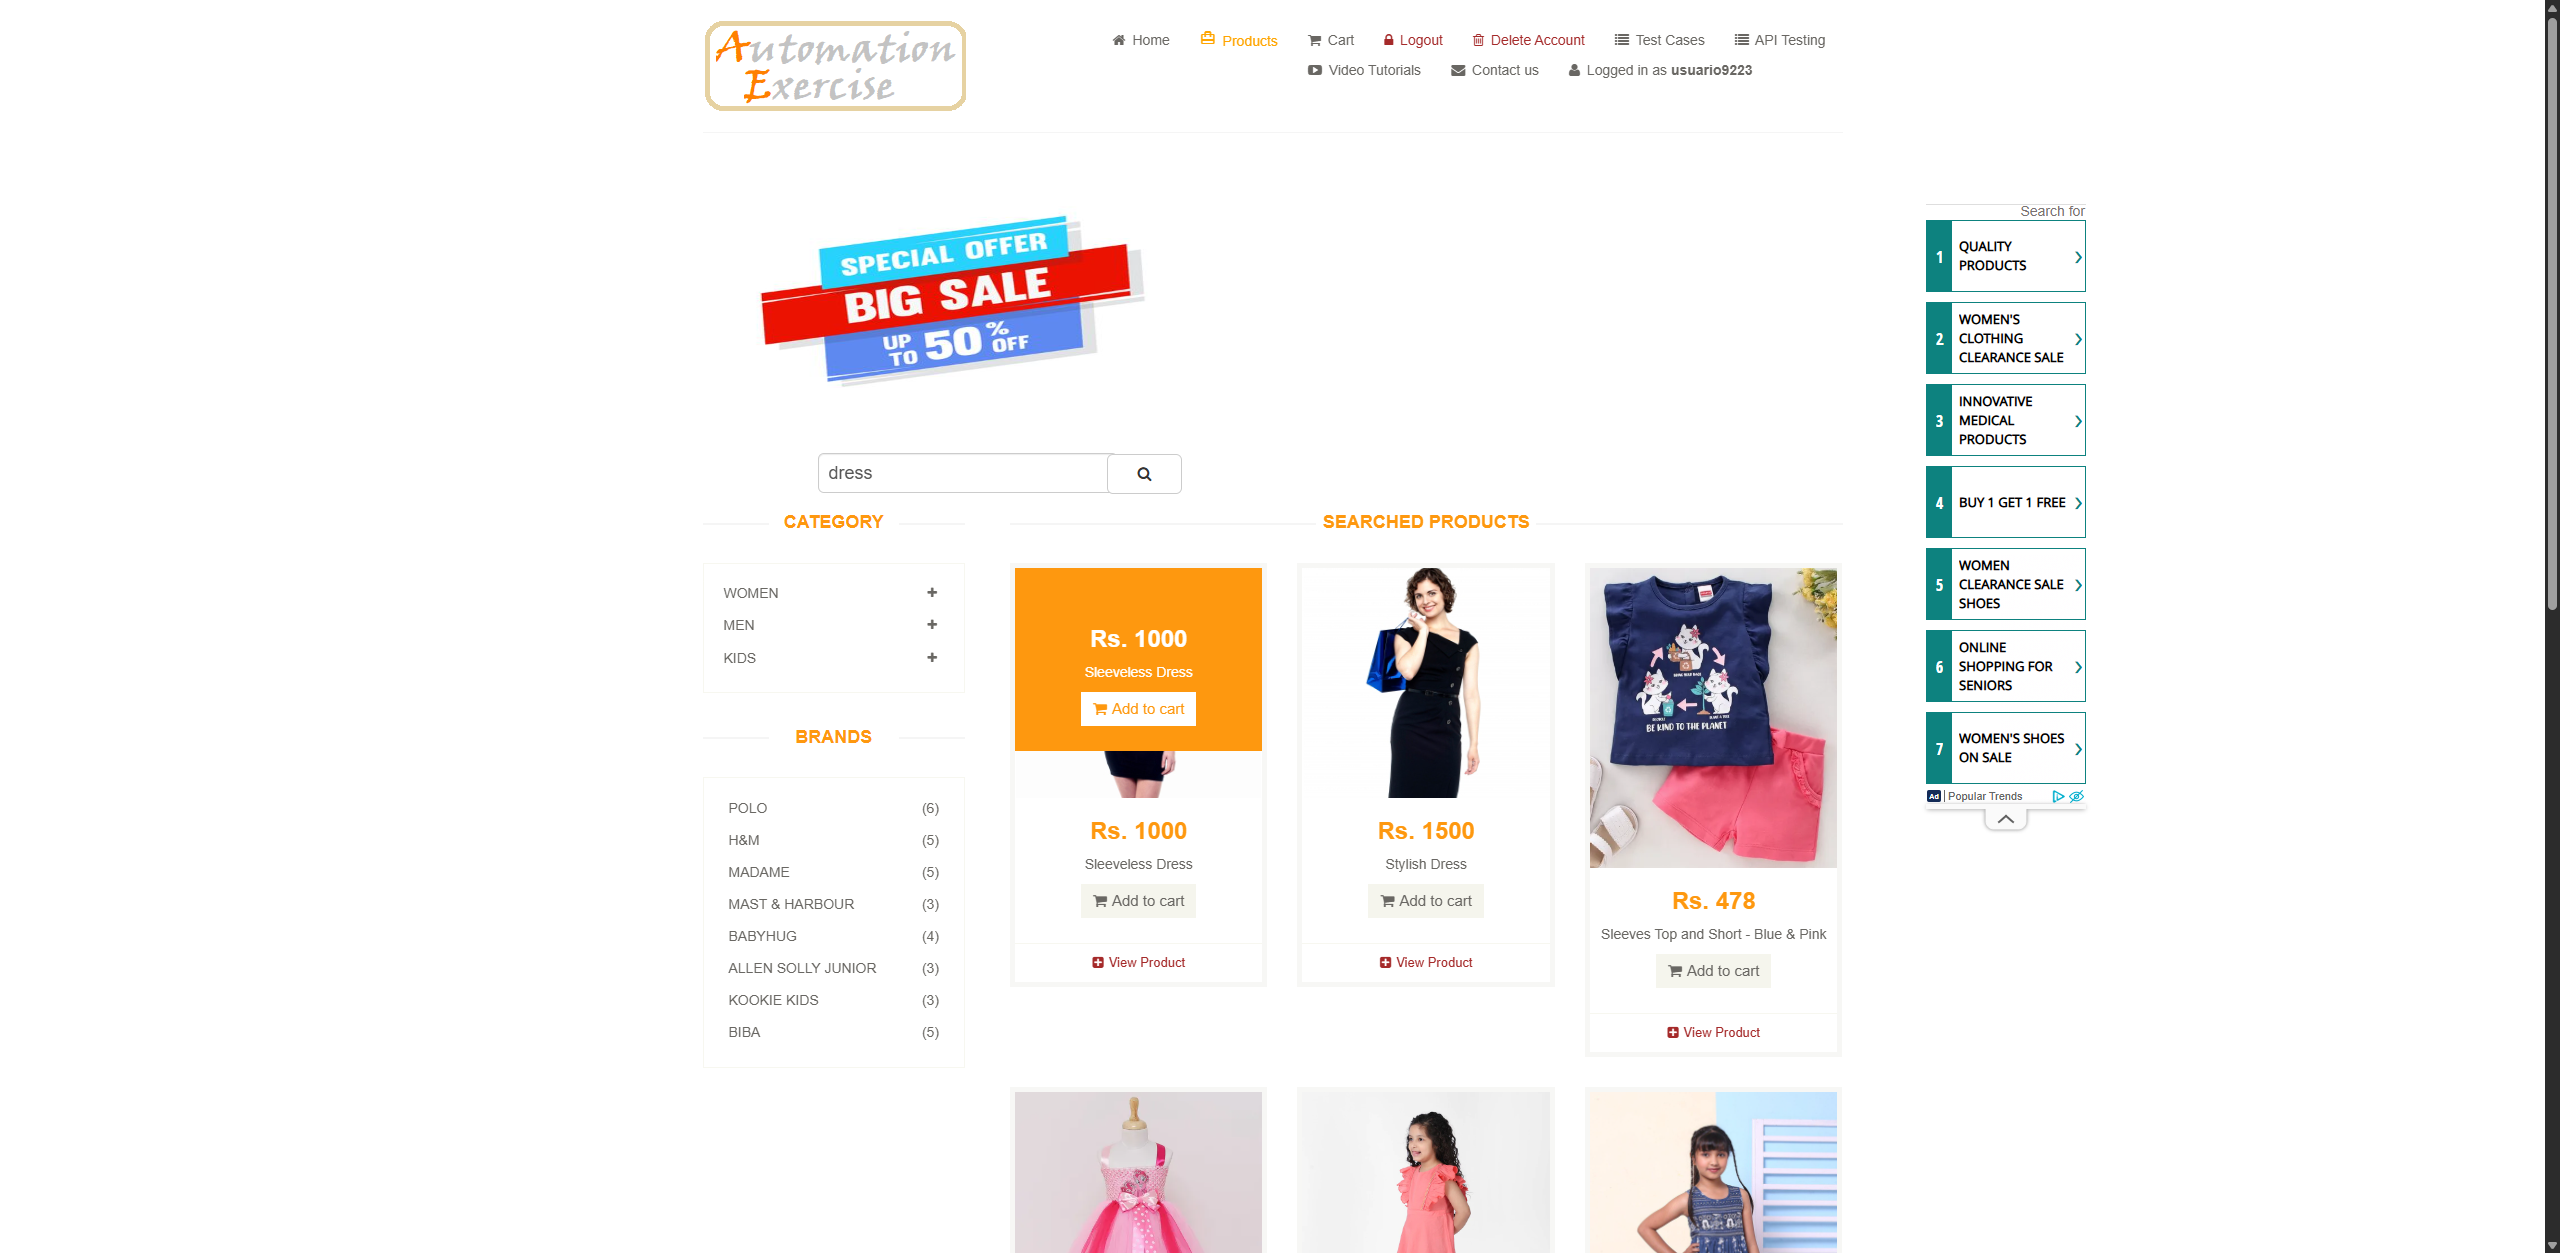 Automation
Exercise
Home
Products
Cart
Logout
Delete Account
Test Cases
API Testing
Video Tutorials
Contact us
Logged in as usuario9223
SPECIAL OFFER
BIG SALE
UP TO 50% OFF
dress
CATEGORY
WOMEN
MEN
KIDS
BRANDS
POLO (6)
H&M (5)
MADAME (5)
MAST & HARBOUR (3)
BABYHUG (4)
ALLEN SOLLY JUNIOR (3)
KOOKIE KIDS (3)
BIBA (5)
SEARCHED PRODUCTS
Rs. 1000
Sleeveless Dress
Add to cart
Rs. 1000
Sleeveless Dress
Add to cart
View Product
Rs. 1500
Stylish Dress
Add to cart
View Product
BE KIND TO THE PLANET
Rs. 478
Sleeves Top and Short - Blue & Pink
Add to cart
View Product
Search for
1
QUALITY
PRODUCTS
2
WOMEN'S
CLOTHING
CLEARANCE SALE
3
INNOVATIVE
MEDICAL
PRODUCTS
4
BUY 1 GET 1 FREE
5
WOMEN
CLEARANCE SALE
SHOES
6
ONLINE
SHOPPING FOR
SENIORS
7
WOMEN'S SHOES
ON SALE
Ad | Popular Trends